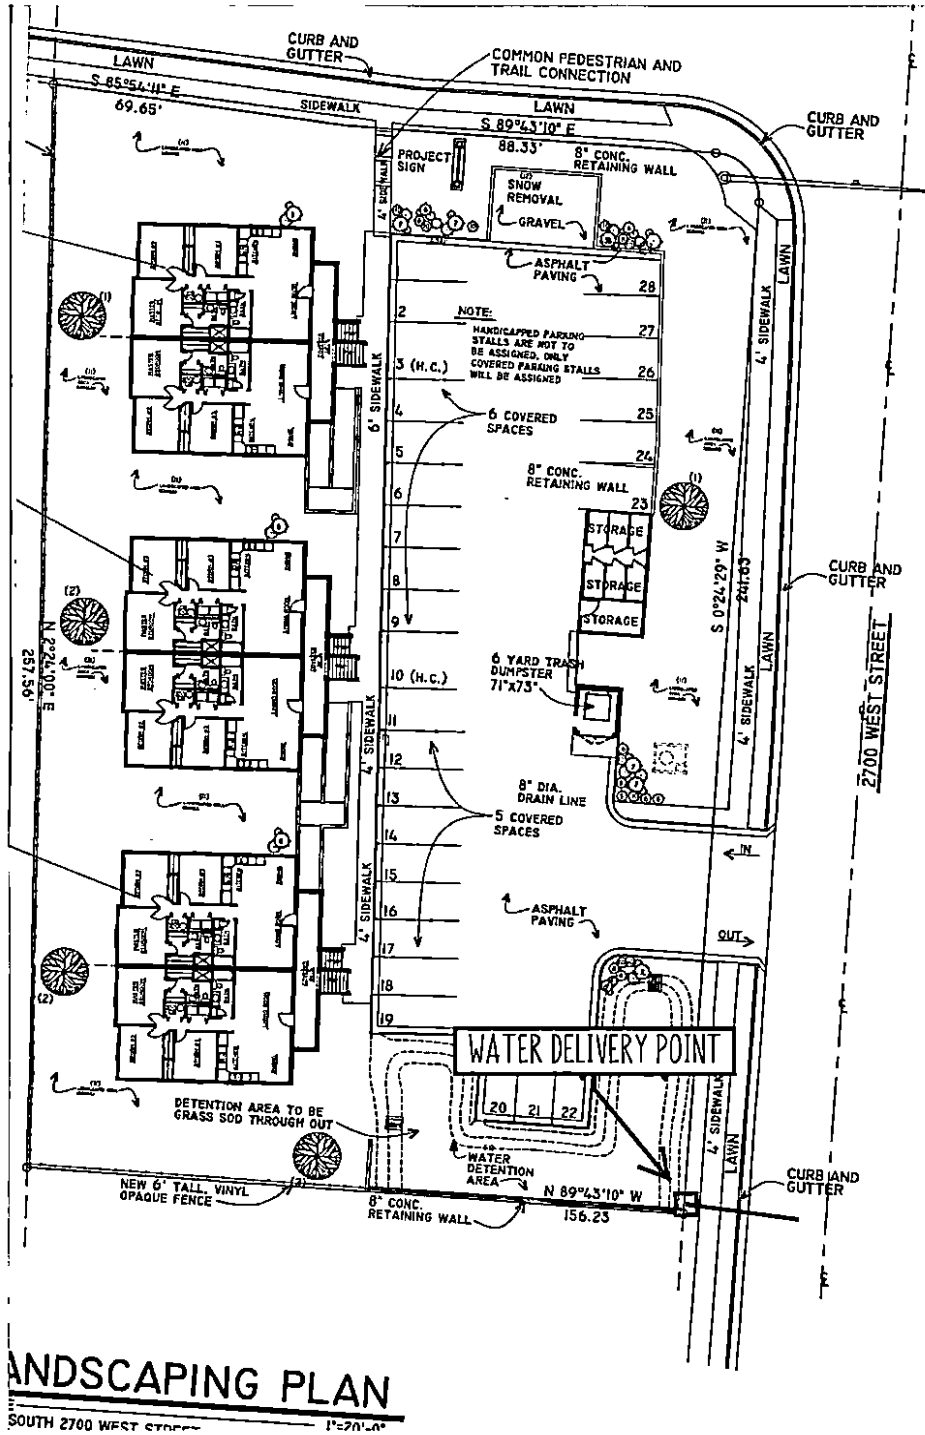 CURB AND
GUTTER
LAWN
S 85°54'11" E
69.65'
SIDEWALK
COMMON PEDESTRIAN AND
TRAIL CONNECTION
LAWN
S 89°43'10" E
88.33'
CURB AND
GUTTER
8" CONC.
RETAINING WALL
PROJECT
SIGN
4' SIDEWALK
SNOW
REMOVAL
GRAVEL
ASPHALT
PAVING
LAWN
4' SIDEWALK
28
27
26
25
24
23
2
3 (H.C.)
4
5
6
7
8
9
10 (H.C.)
11
12
13
14
15
16
17
18
19
NOTE:
HANDICAPPED PARKING
STALLS ARE NOT TO
BE ASSIGNED, ONLY
COVERED PARKING STALLS
WILL BE ASSIGNED
6' SIDEWALK
6 COVERED
SPACES
8" CONC.
RETAINING WALL
(1)
(1)
STORAGE
STORAGE
STORAGE
S 0°24'29" W
241.63'
CURB AND
GUTTER
LAWN
4' SIDEWALK
2700 WEST STREET
(2)
N 2°24'00" E
257.56'
6 YARD TRASH
DUMPSTER
71"x73"
4' SIDEWALK
8" DIA.
DRAIN LINE
5 COVERED
SPACES
IN
OUT
4' SIDEWALK
ASPHALT
PAVING
(2)
WATER DELIVERY POINT
20
21
22
DETENTION AREA TO BE
GRASS SOD THROUGH OUT
WATER
DETENTION
AREA
4' SIDEWALK
LAWN
CURB AND
GUTTER
NEW 6' TALL, VINYL
OPAQUE FENCE
8" CONC.
RETAINING WALL
N 89°43'10" W
156.23
ANDSCAPING PLAN
SOUTH 2700 WEST STREET
1"=20'-0"